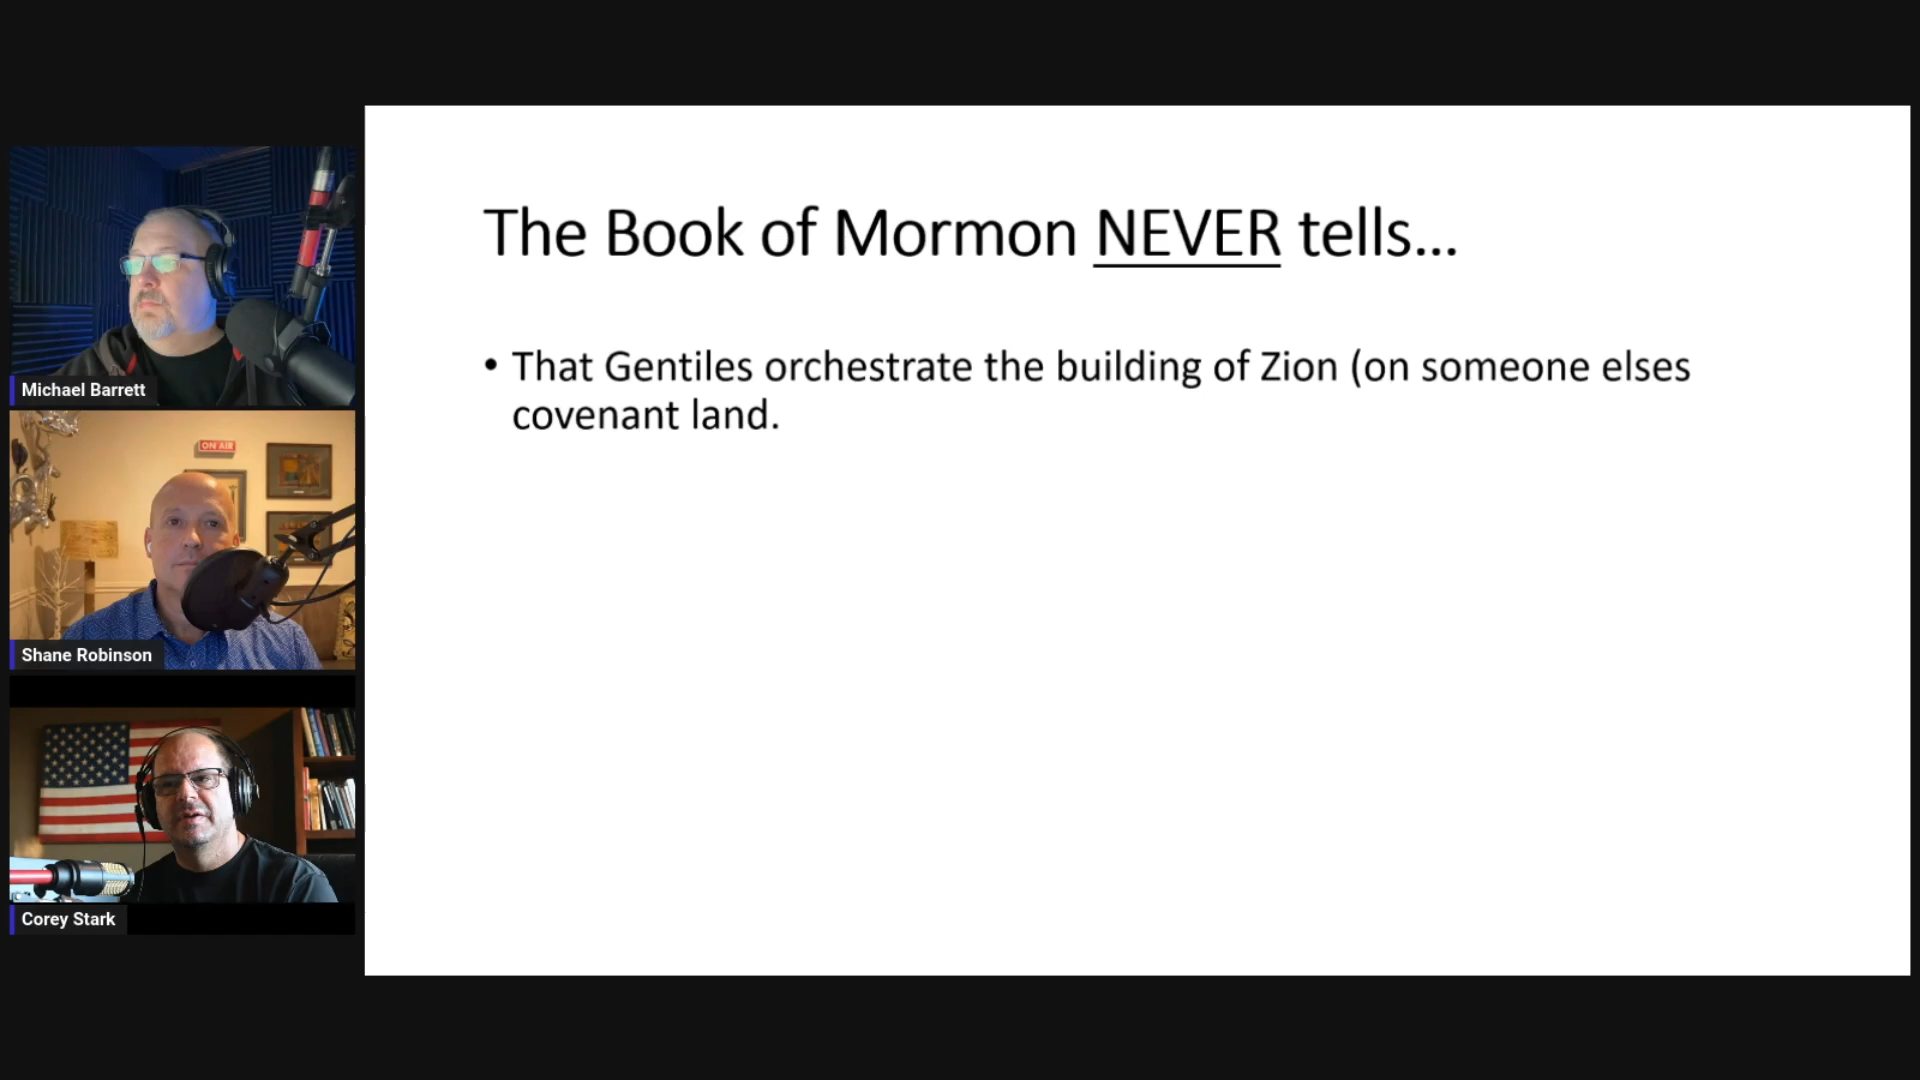 The Book of Mormon NEVER tells...
• That Gentiles orchestrate the building of Zion (on someone elses
covenant land.
Michael Barrett
ON AIR
Shane Robinson
Corey Stark